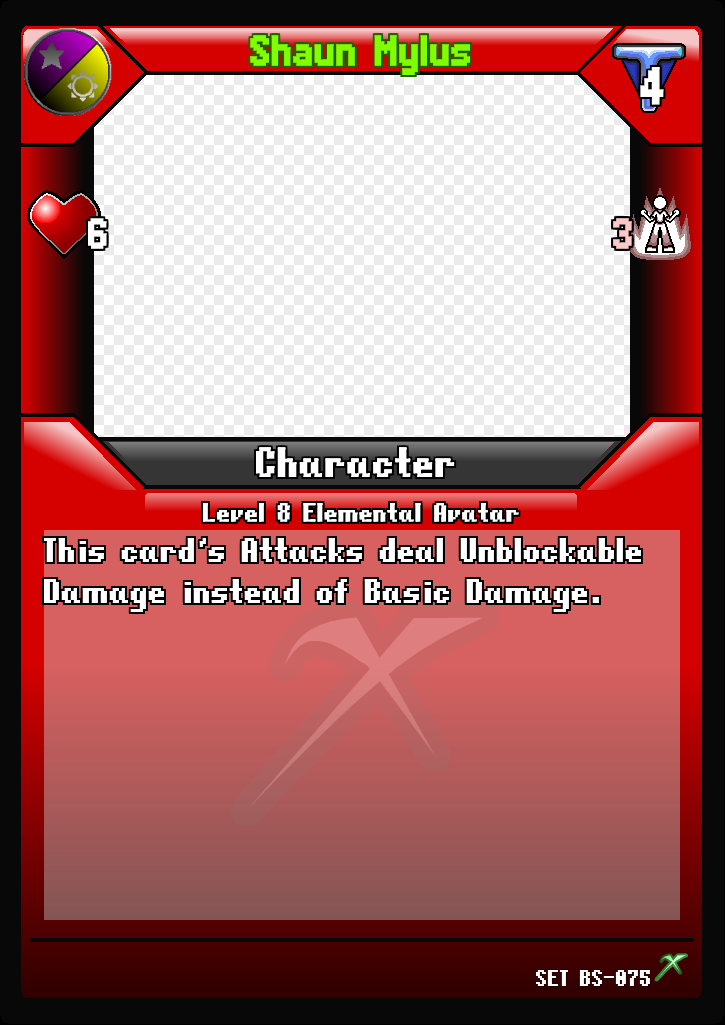 Shaun Mylus
4
6
3
Character
Level 8 Elemental Avatar
This card's Attacks deal Unblockable
Damage instead of Basic Damage.
SET BS-075